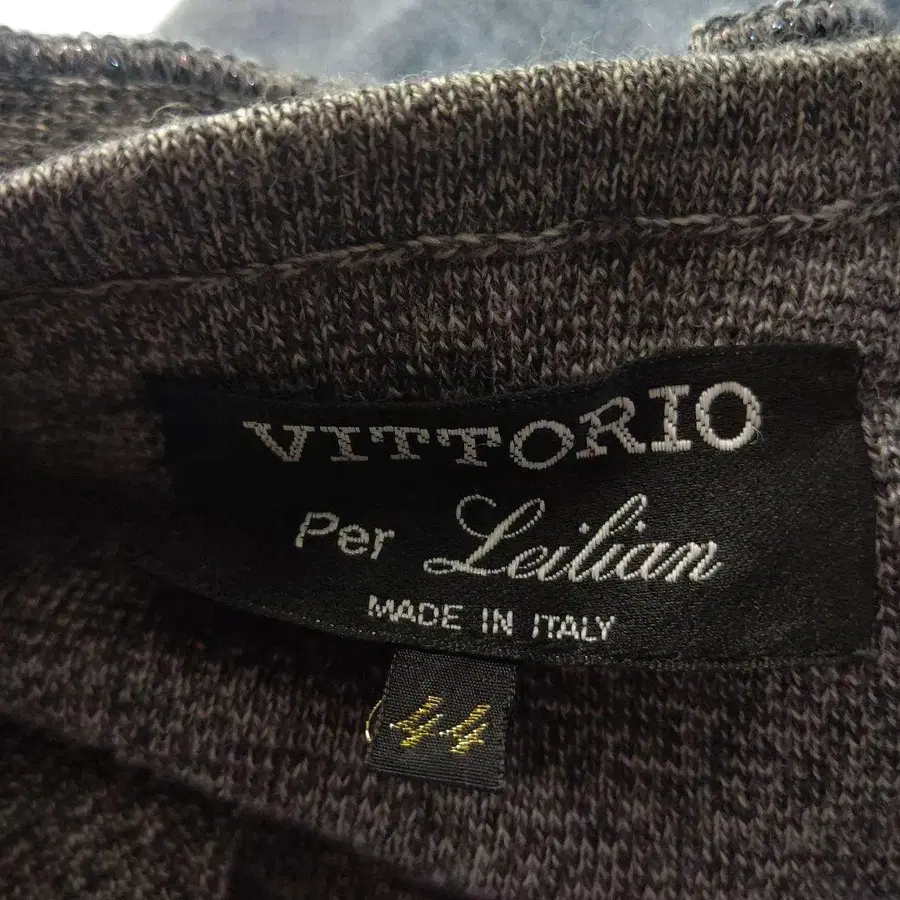 VITTORIO
Per Leilian
MADE IN ITALY
44